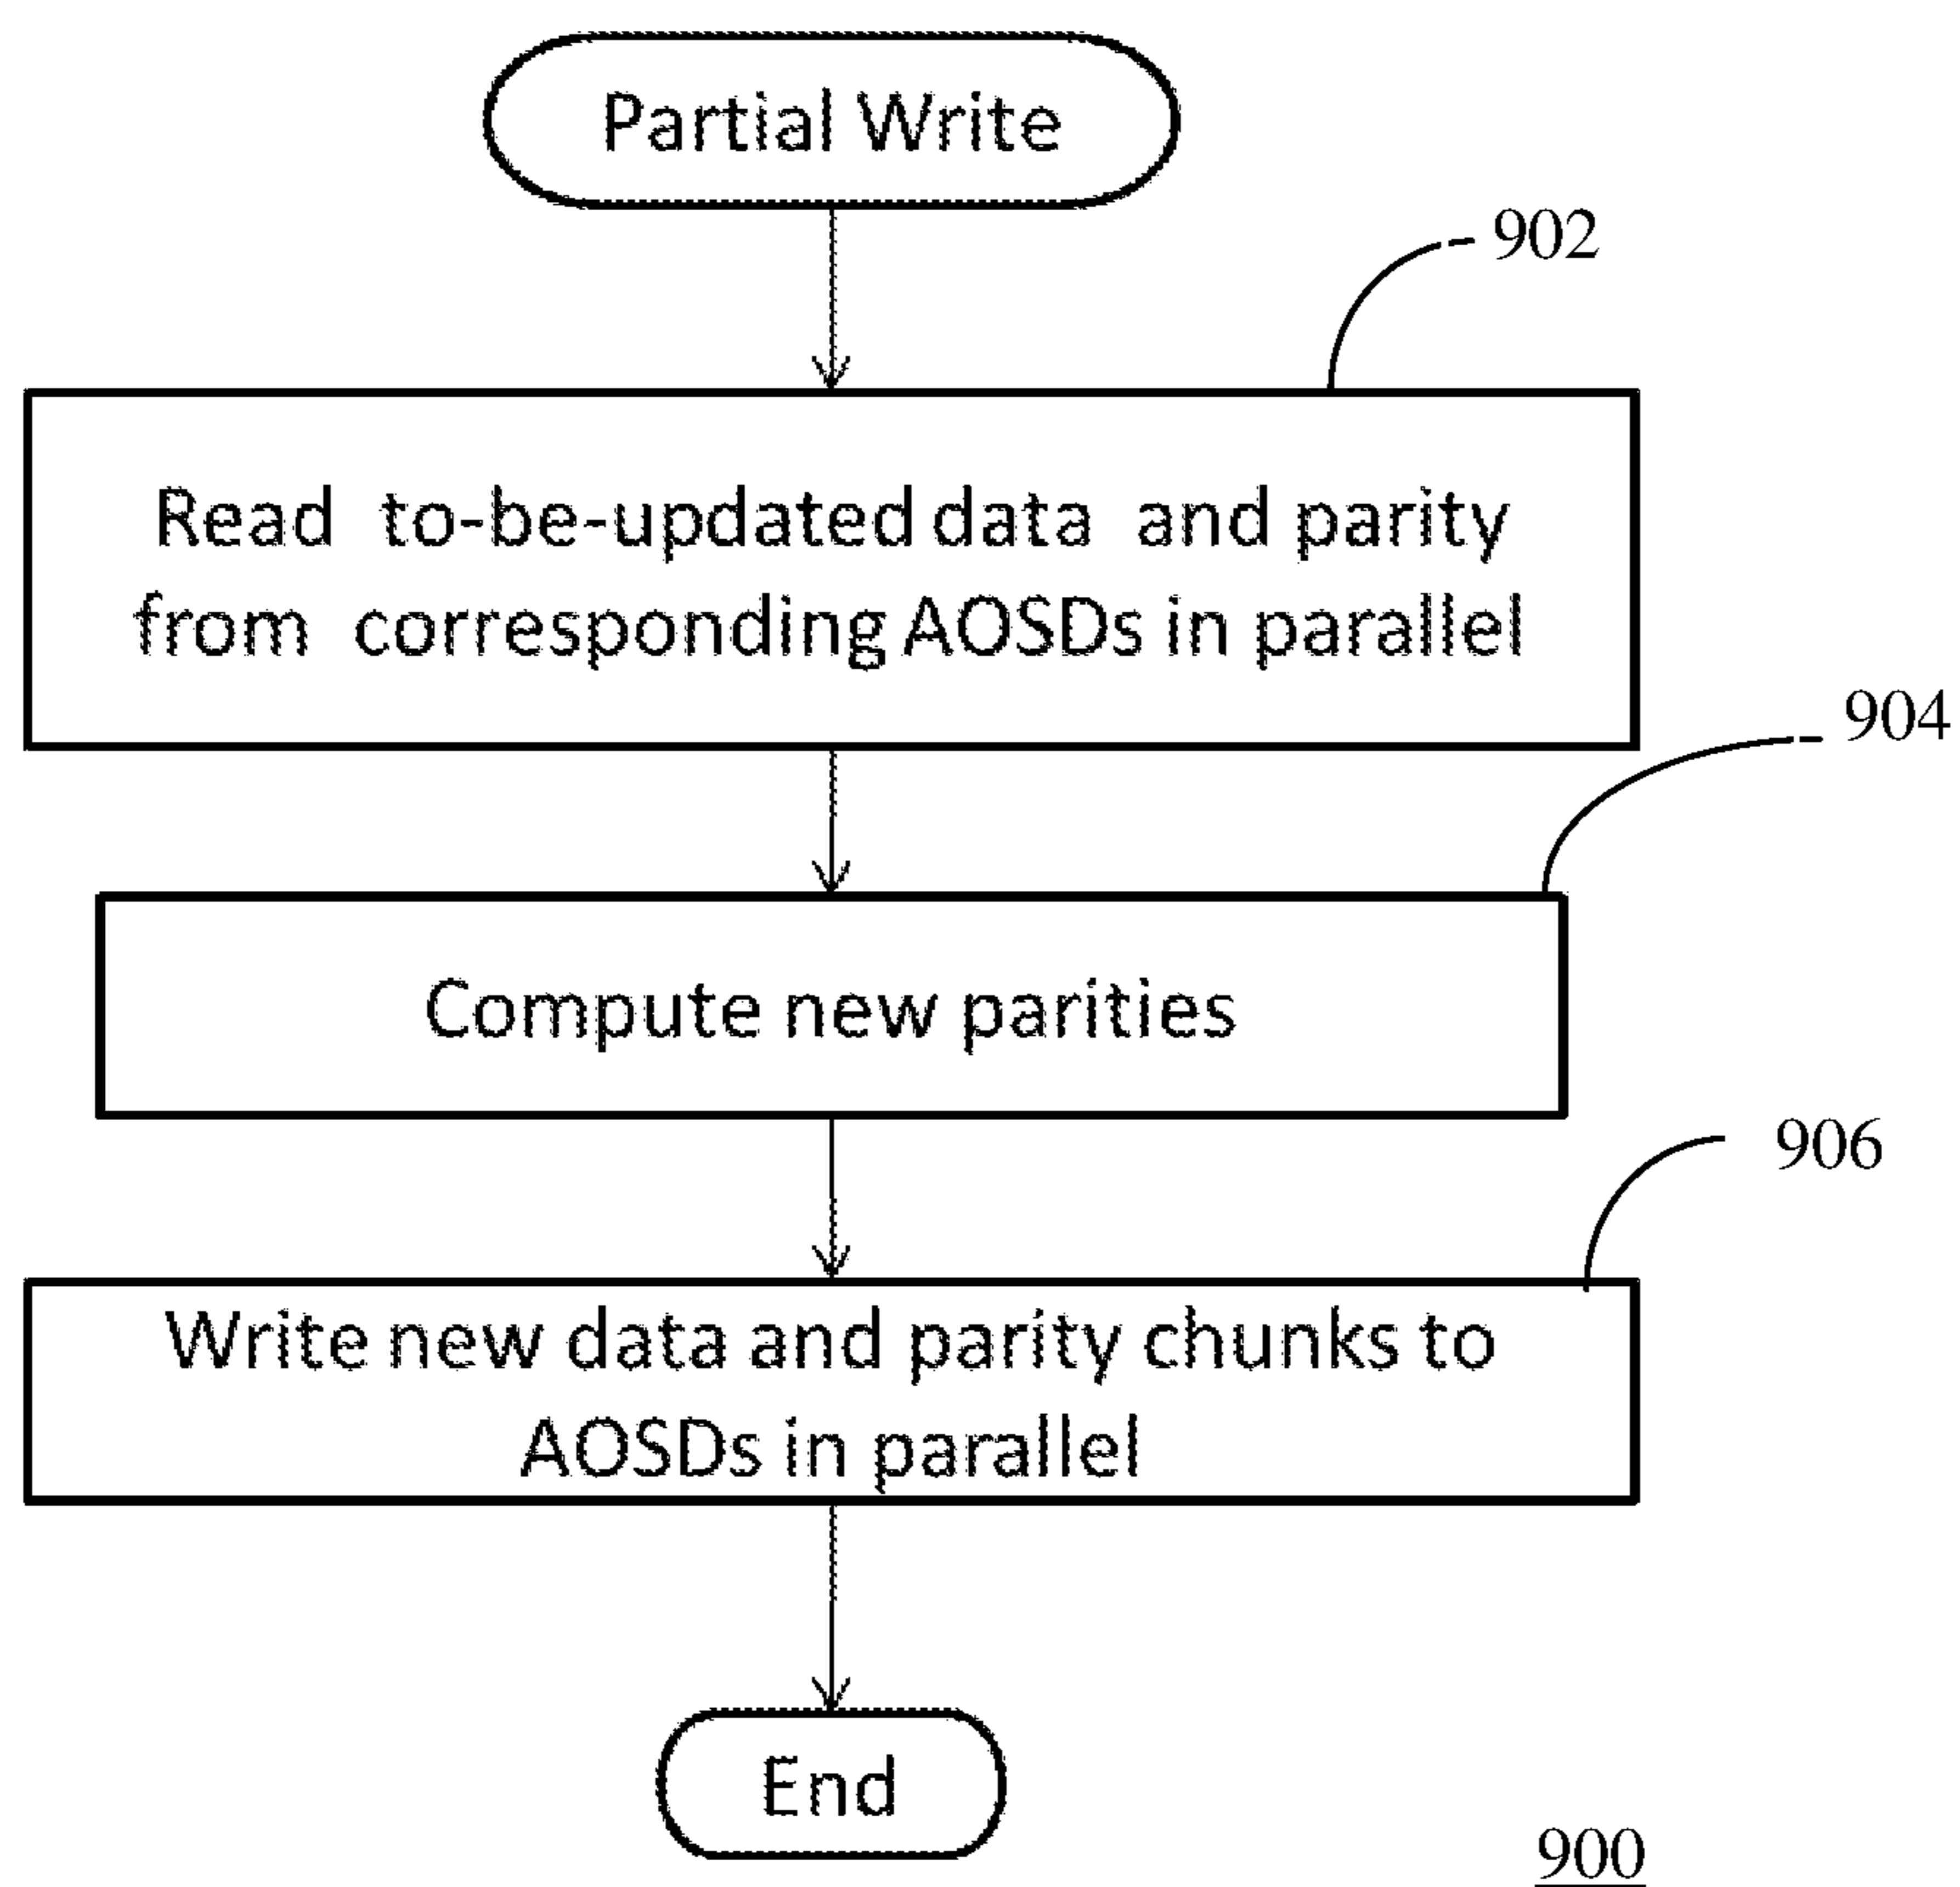 Partial Write
902
Read to-be-updated data and parity
from corresponding AOSDs in parallel
904
Compute new parities
906
Write new data and parity chunks to
AOSDs in parallel
End
900